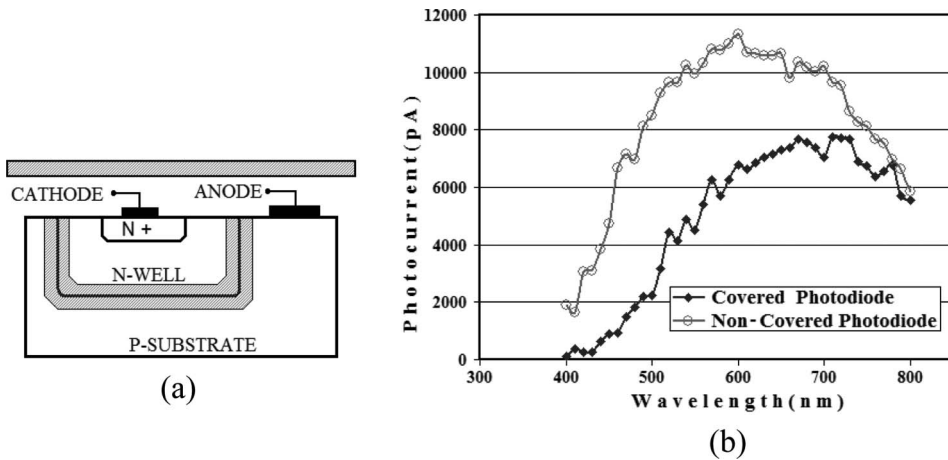 CATHODE
ANODE
N +
N-WELL
P-SUBSTRATE
(a)
Photocurrent(pA)
12000
10000
8000
6000
4000
2000
0
Covered Photodiode
Non-Covered Photodiode
300
400
500
600
700
800
Wavelength(nm)
(b)